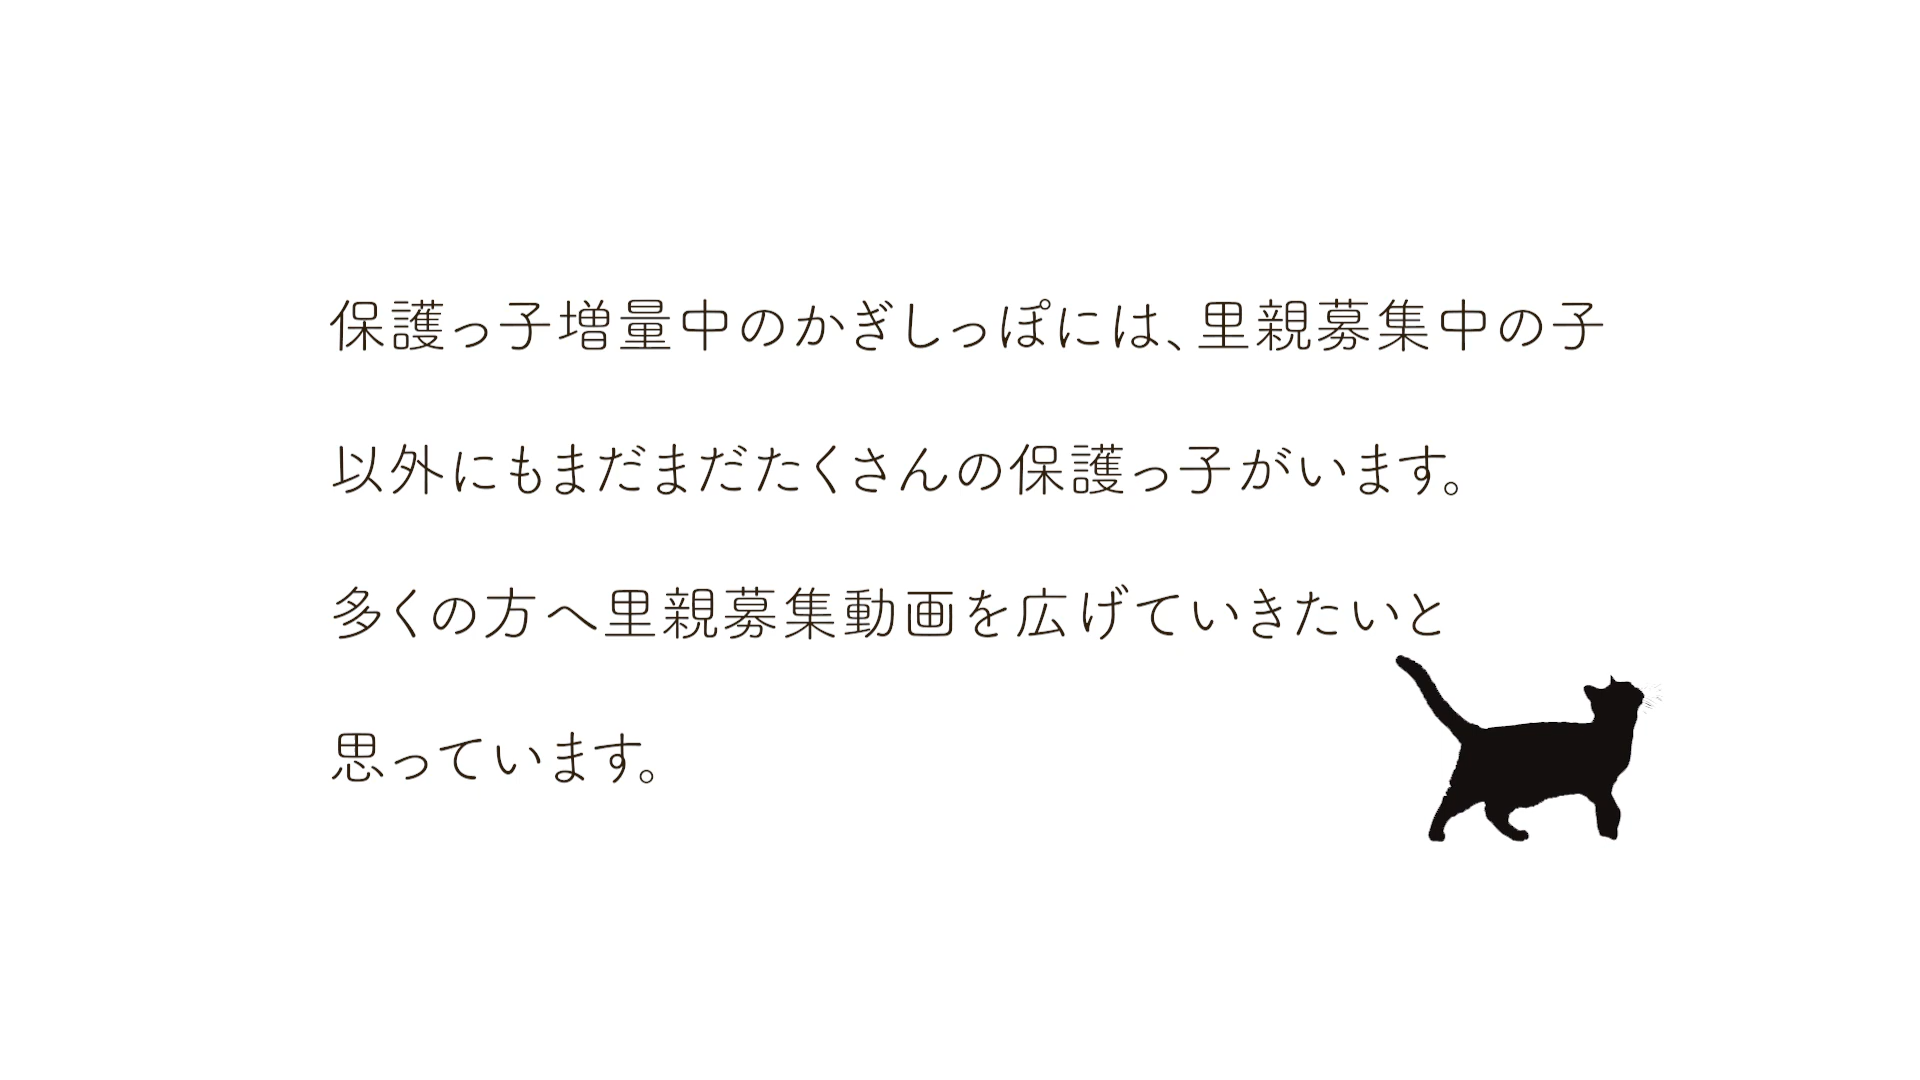 保護っ子増量中のかぎしっぽには、里親募集中の子
以外にもまだまだたくさんの保護っ子がいます。
多くの方へ里親募集動画を広げていきたいと
思っています。